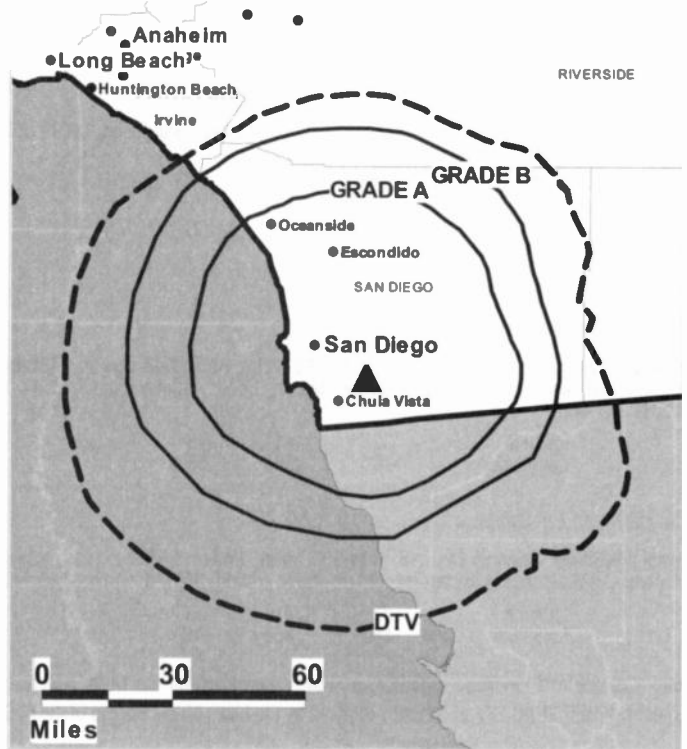 Anaheim
Long Beach
Huntington Beach
Irvine
RIVERSIDE
GRADE B
GRADE A
Oceanside
Escondido
SAN DIEGO
San Diego
Chula Vista
DTV
0 30 60
Miles